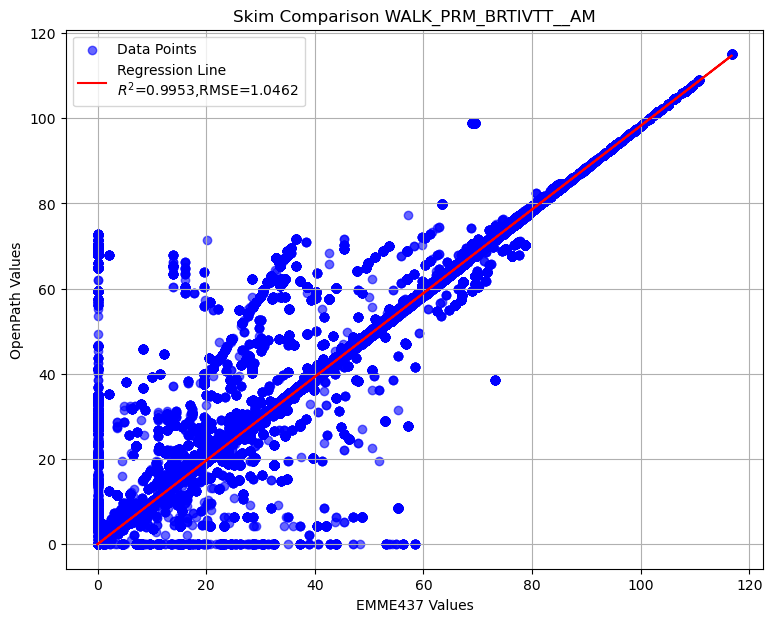 Skim Comparison WALK_PRM_BRTIVTT__AM
Data Points
Regression Line
R²=0.9953,RMSE=1.0462
OpenPath Values
120
100
80
60
40
20
0
0 20 40 60 80 100 120
EMME437 Values